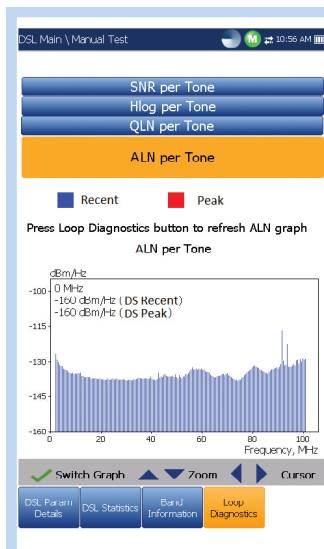 DSL Main \ Manual Test M 10:56 AM
SNR per Tone
Hlog per Tone
QLN per Tone
ALN per Tone
Recent Peak
Press Loop Diagnostics button to refresh ALN graph
ALN per Tone
dBm/Hz
-100
0 MHz
-160 dBm/Hz (DS Recent)
-160 dBm/Hz (DS Peak)
-115
-130
-145
-160
0 20 40 60 80 100
Frequency, MHz
Switch Graph Zoom Cursor
DSL Param Details
DSL Statistics
Band Information
Loop Diagnostics